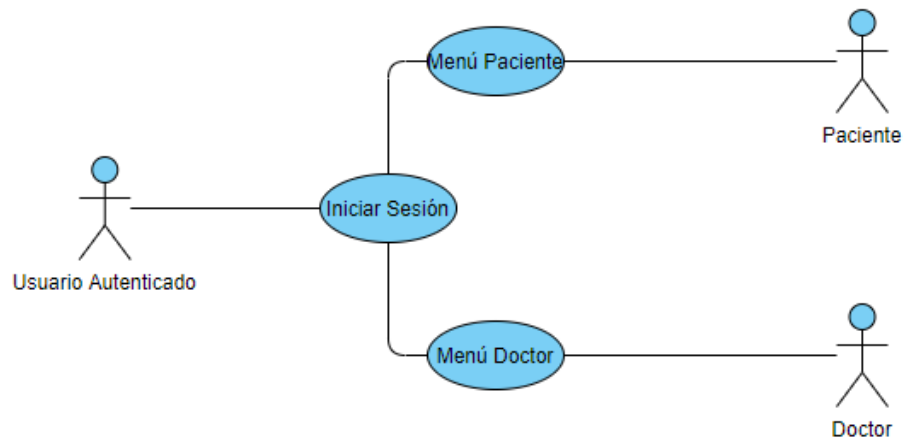 Menú Paciente
Paciente
Iniciar Sesión
Usuario Autenticado
Menú Doctor
Doctor